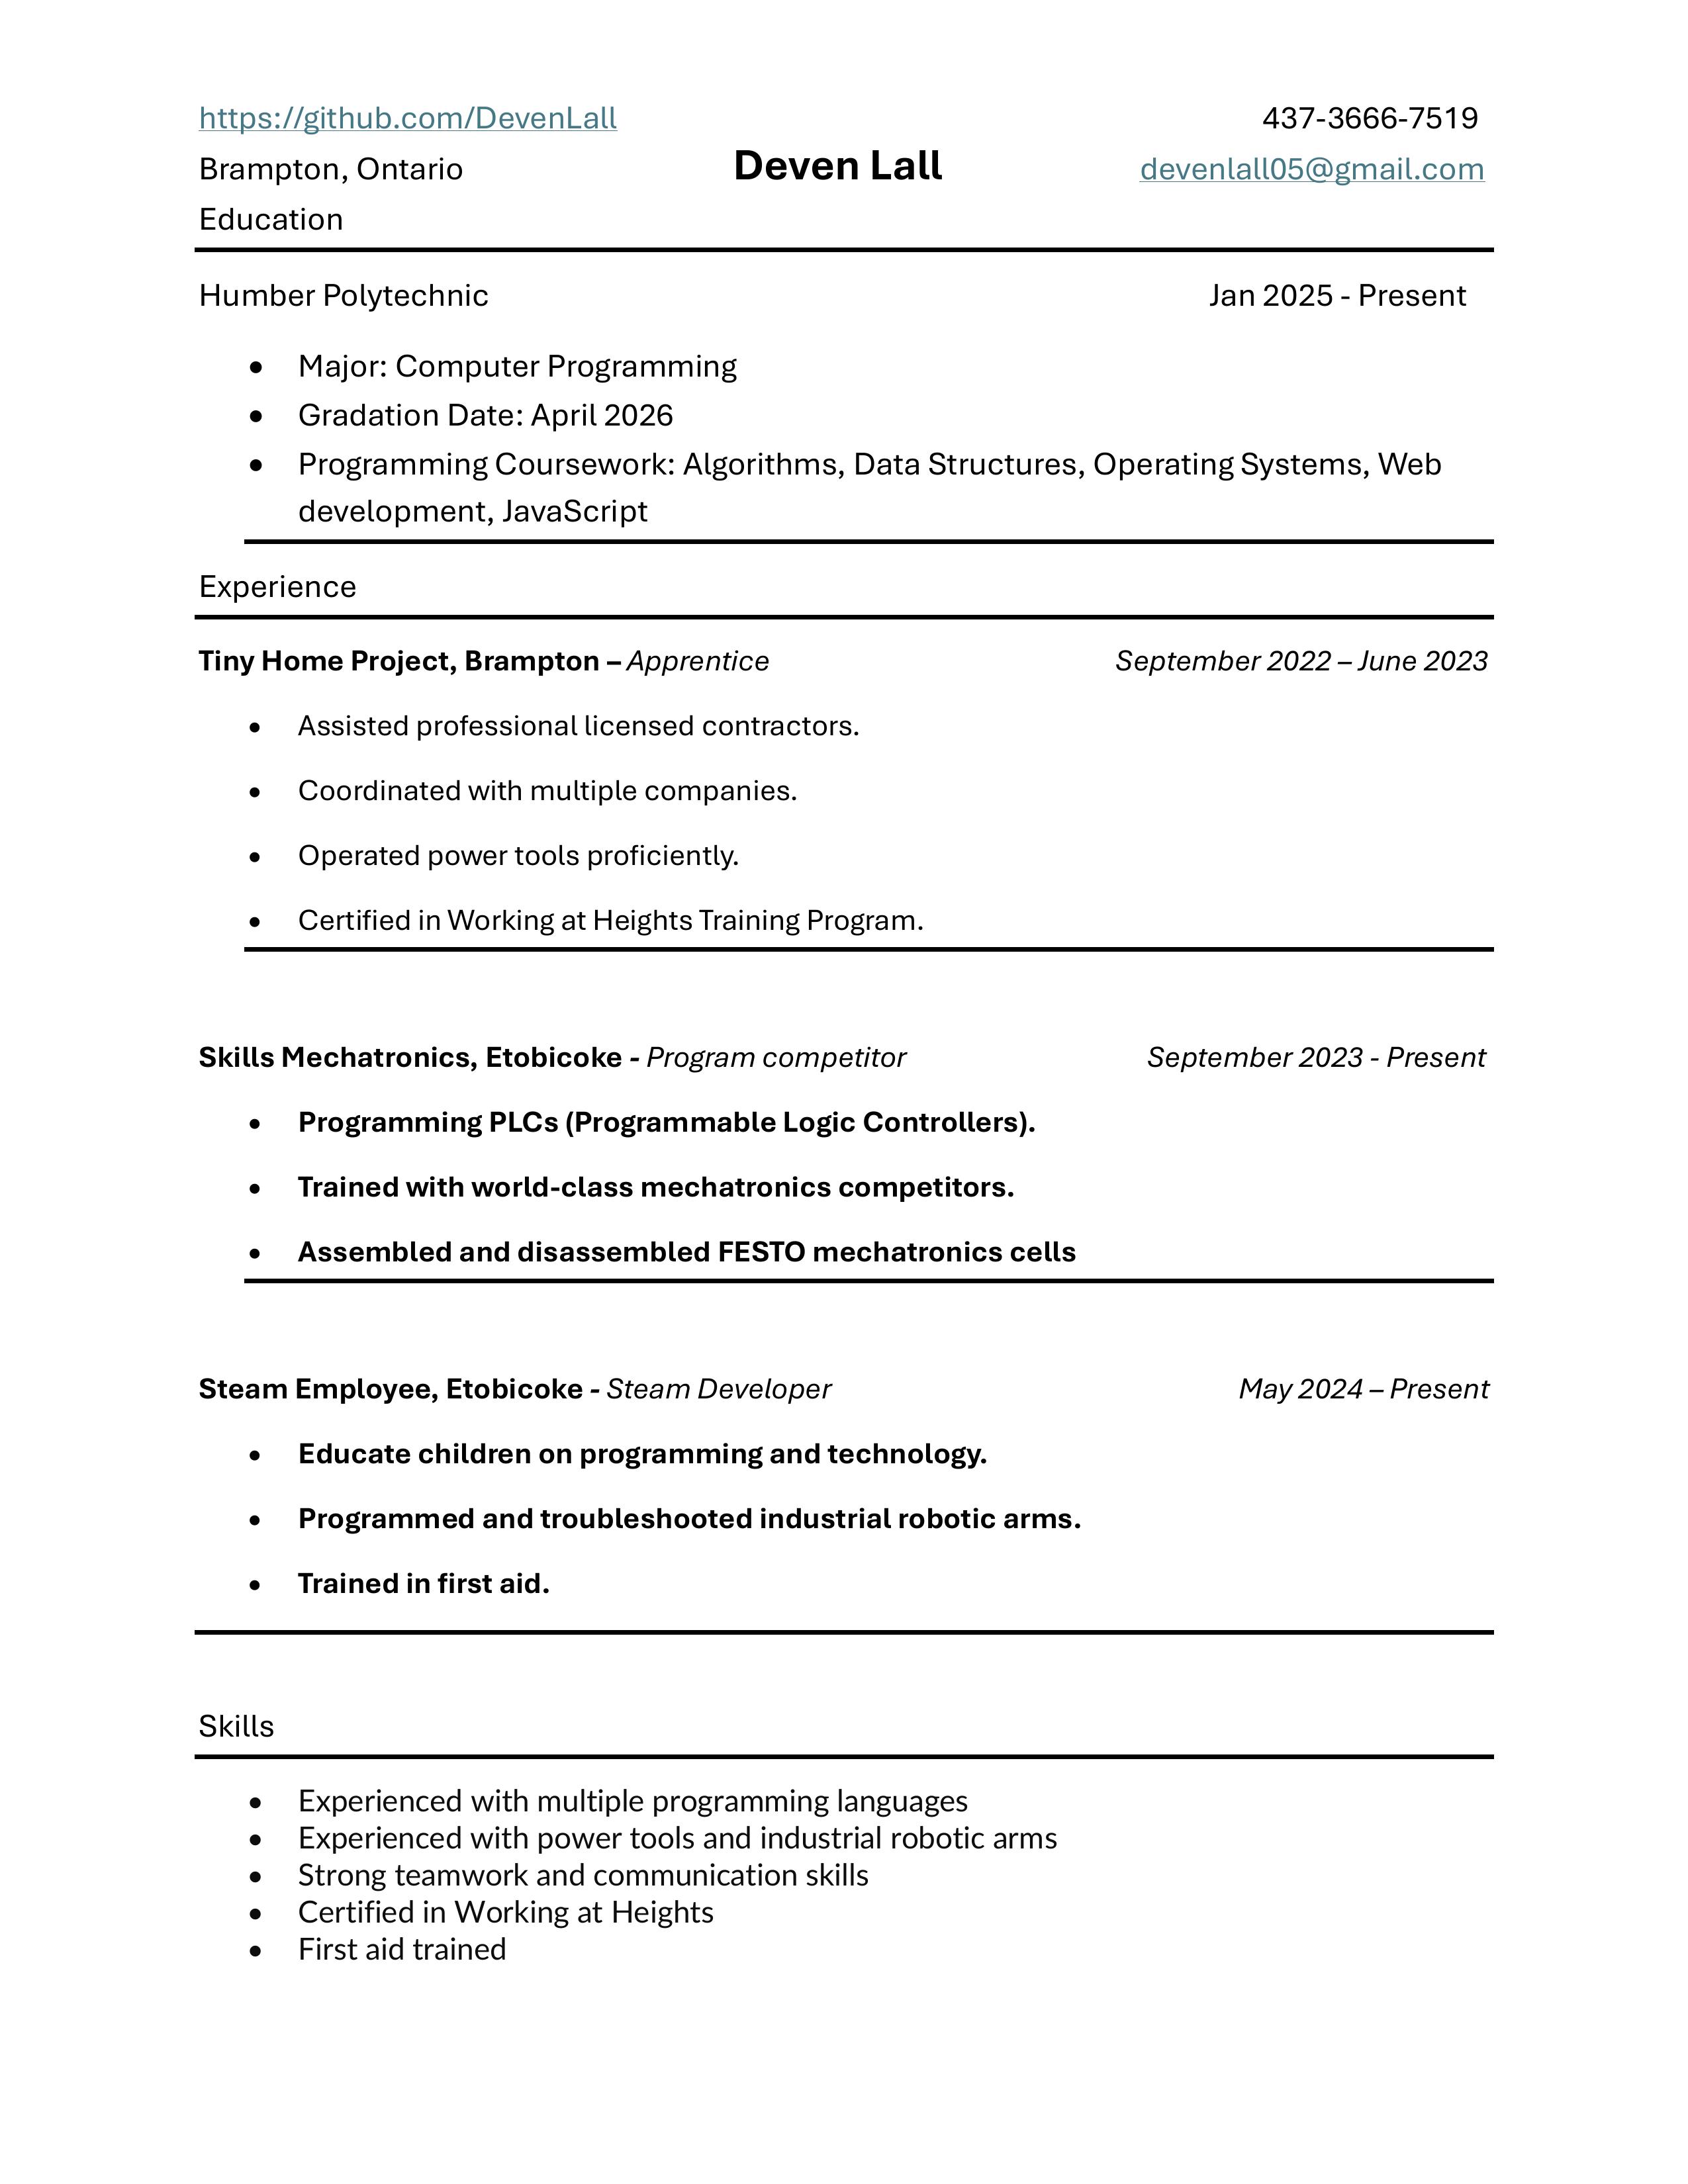 https://github.com/DevenLall 437-3666-7519
Brampton, Ontario Deven Lall devenlall05@gmail.com
Education
Humber Polytechnic Jan 2025 - Present
• Major: Computer Programming
• Gradation Date: April 2026
• Programming Coursework: Algorithms, Data Structures, Operating Systems, Web
development, JavaScript
Experience
Tiny Home Project, Brampton – Apprentice September 2022 – June 2023
• Assisted professional licensed contractors.
• Coordinated with multiple companies.
• Operated power tools proficiently.
• Certified in Working at Heights Training Program.
Skills Mechatronics, Etobicoke - Program competitor September 2023 - Present
• Programming PLCs (Programmable Logic Controllers).
• Trained with world-class mechatronics competitors.
• Assembled and disassembled FESTO mechatronics cells
Steam Employee, Etobicoke - Steam Developer May 2024 – Present
• Educate children on programming and technology.
• Programmed and troubleshooted industrial robotic arms.
• Trained in first aid.
Skills
• Experienced with multiple programming languages
• Experienced with power tools and industrial robotic arms
• Strong teamwork and communication skills
• Certified in Working at Heights
• First aid trained